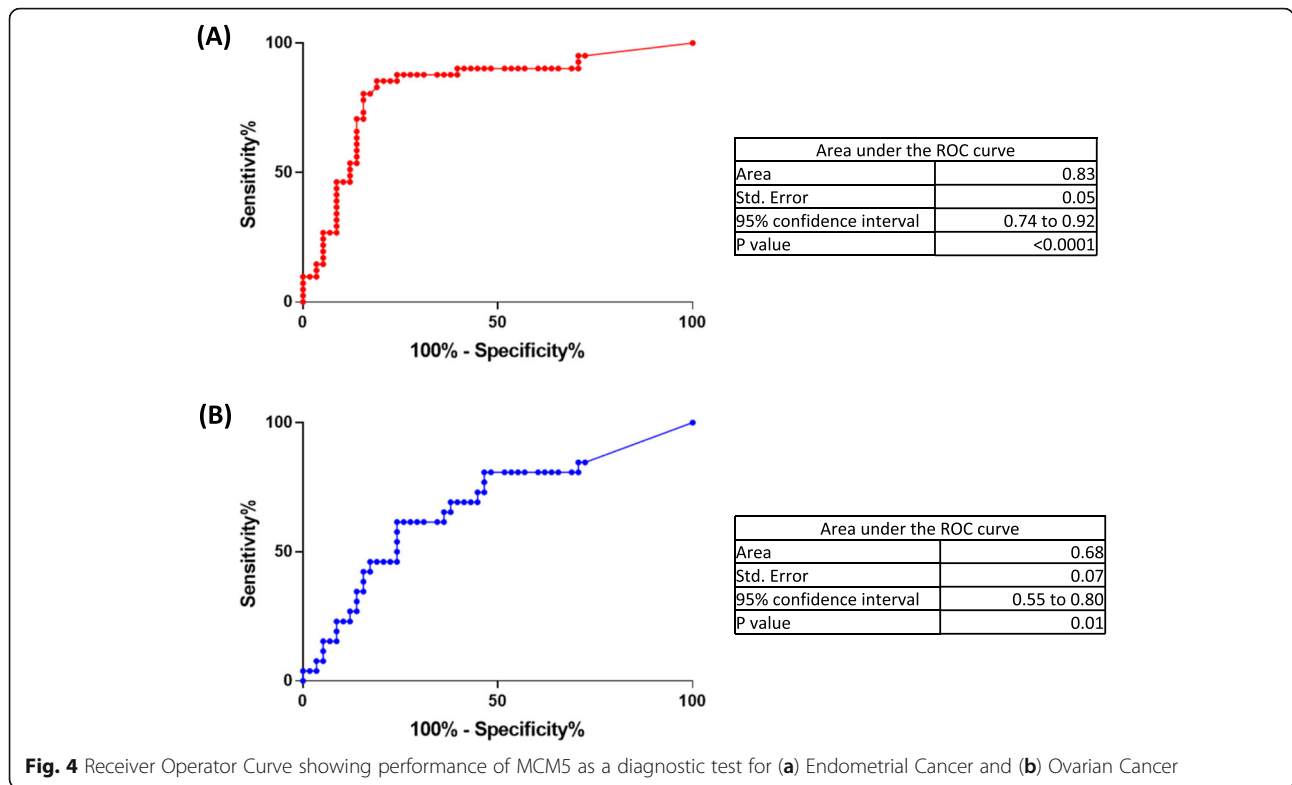 (A)
100
50
0
Sensitivity%
0 50 100
100% - Specificity%
Area under the ROC curve
Area 0.83
Std. Error 0.05
95% confidence interval 0.74 to 0.92
P value <0.0001
(B)
100
50
0
Sensitivity%
0 50 100
100% - Specificity%
Area under the ROC curve
Area 0.68
Std. Error 0.07
95% confidence interval 0.55 to 0.80
P value 0.01
Fig. 4 Receiver Operator Curve showing performance of MCM5 as a diagnostic test for (a) Endometrial Cancer and (b) Ovarian Cancer